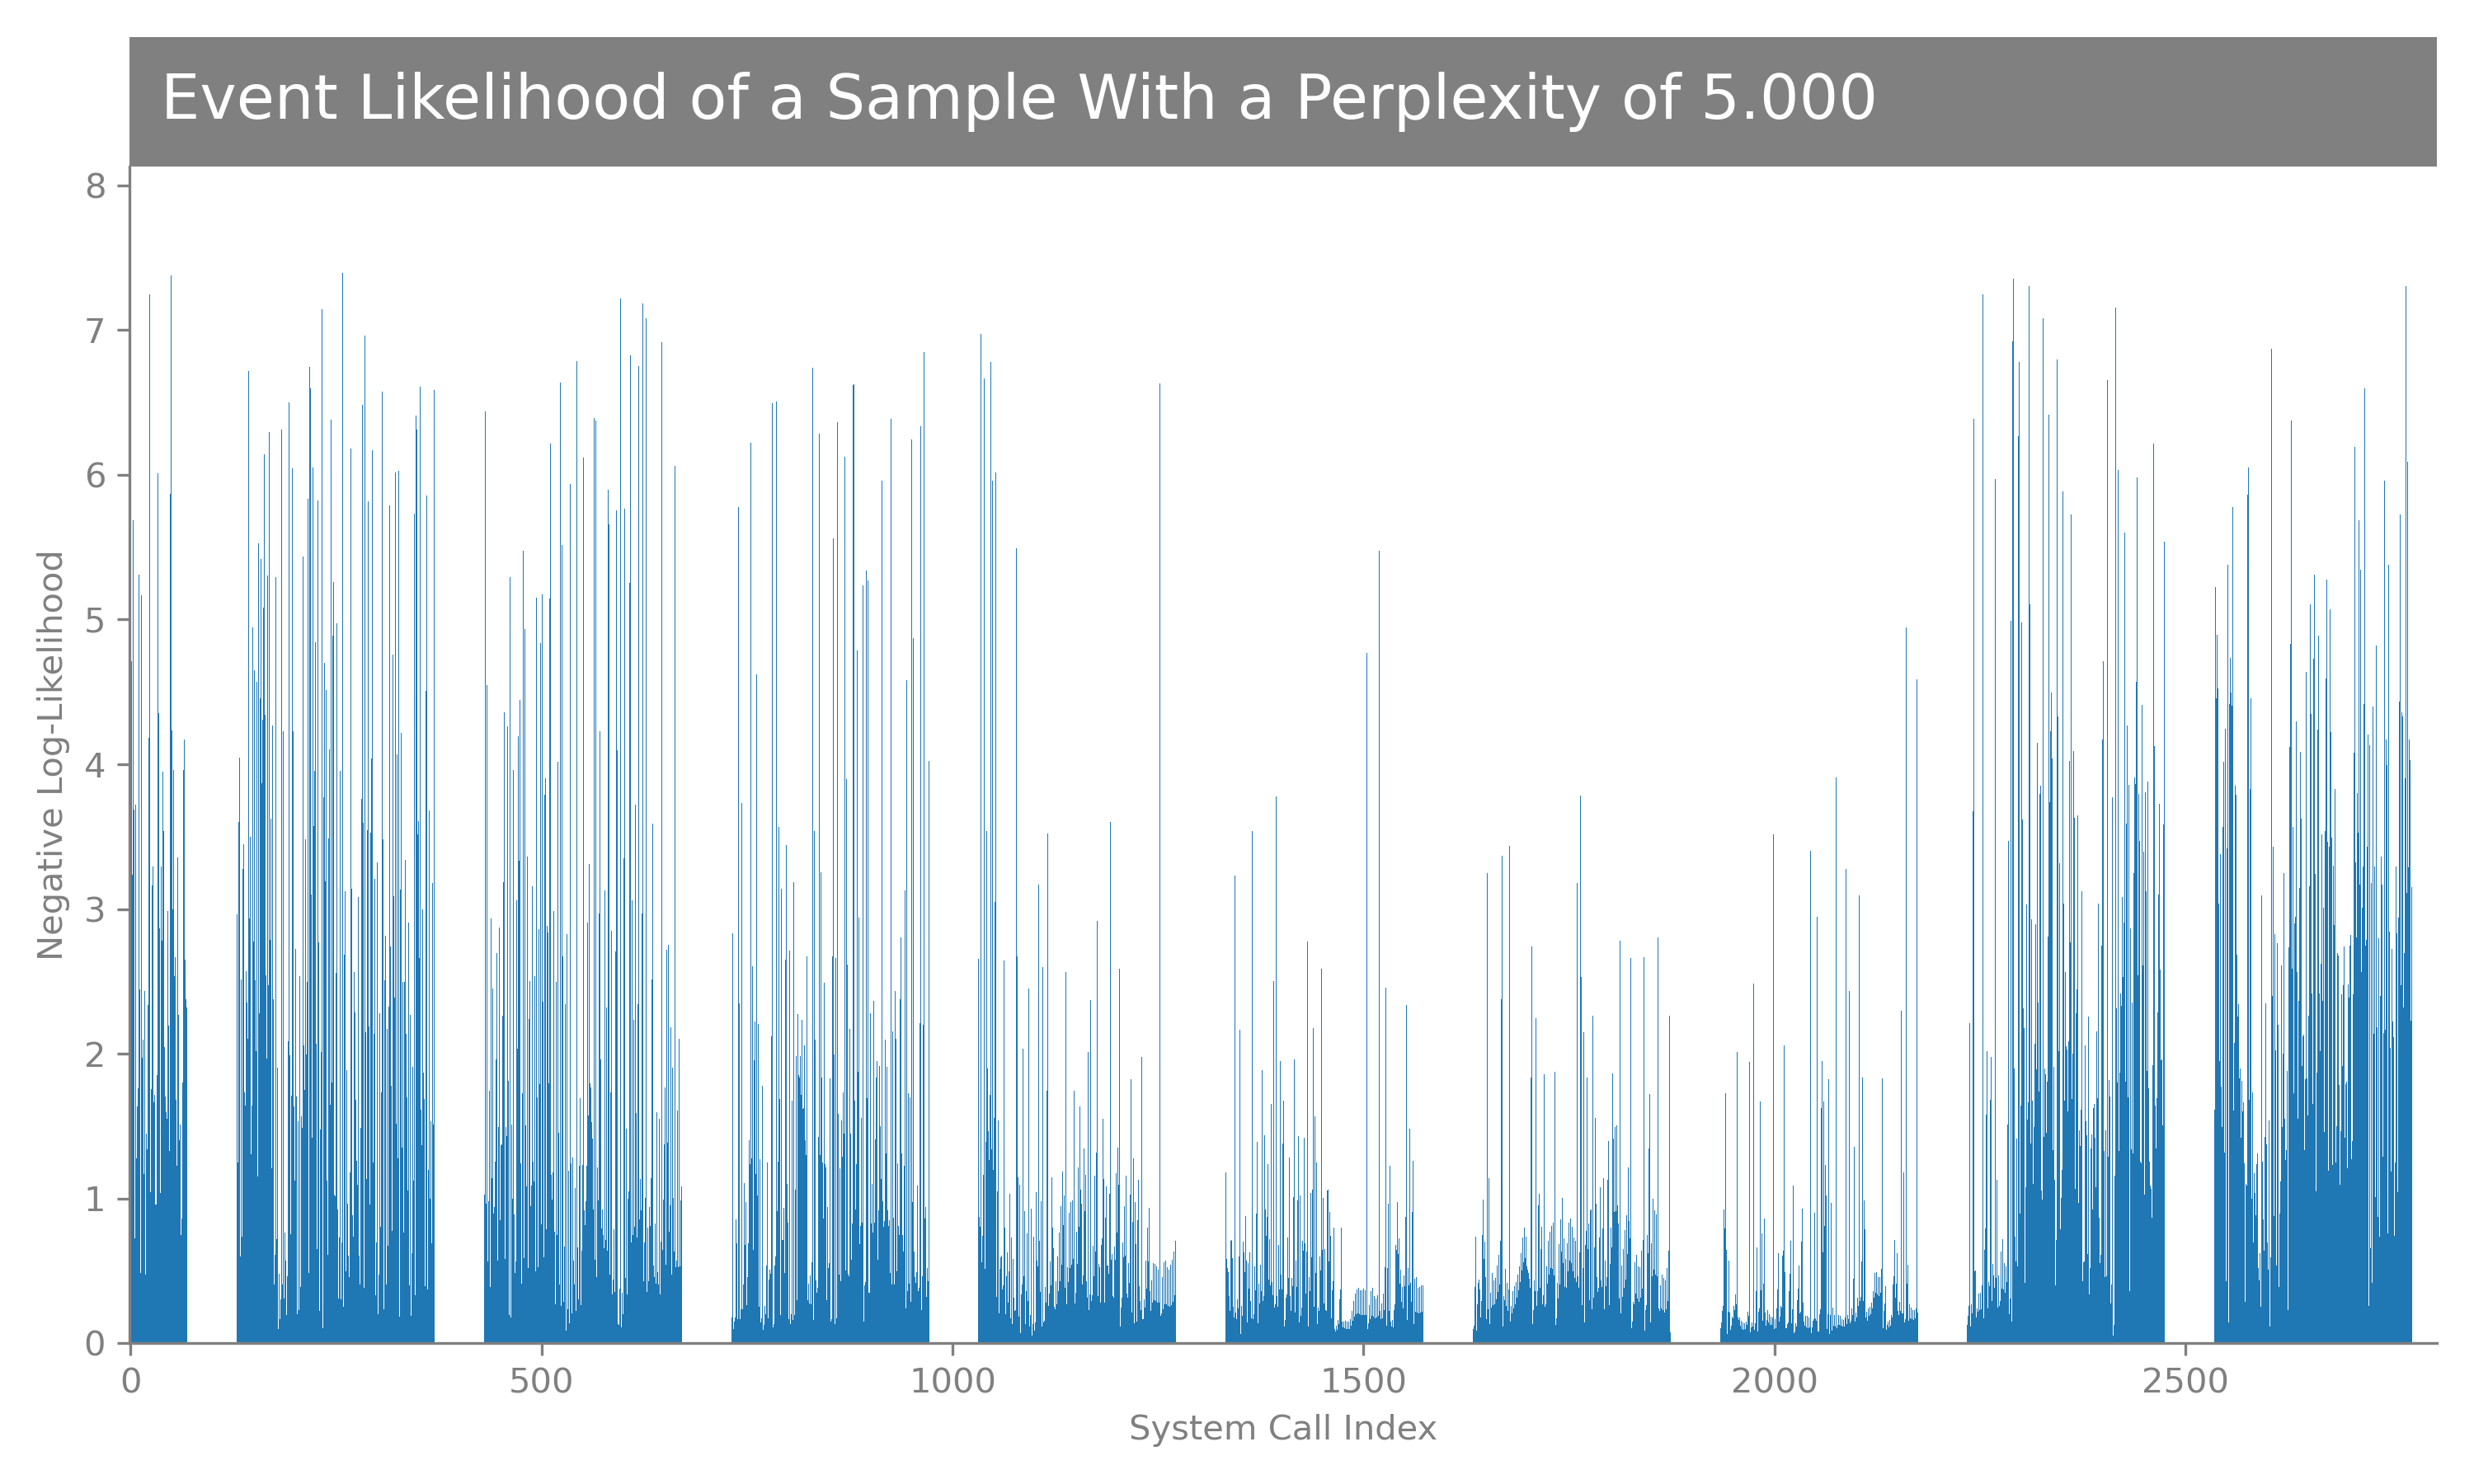 Event Likelihood of a Sample With a Perplexity of 5.000
8
7
6
5
4
3
2
1
0
Negative Log-Likelihood
0 500 1000 1500 2000 2500
System Call Index